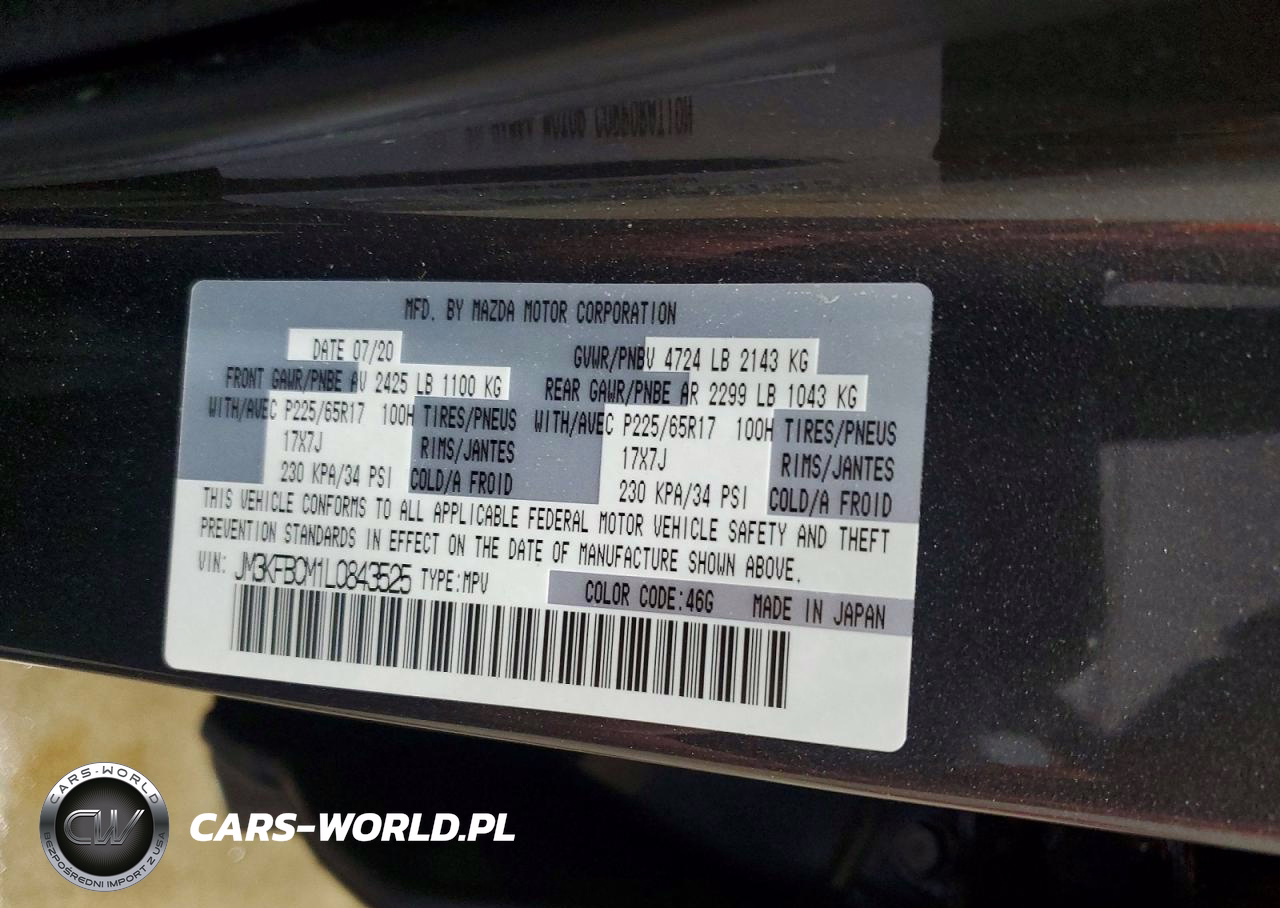 MOTOR CORPORATION
MFD. BY MAZDA MOTOR CORPORATION
DATE 07/20
GVWR/PNBV 4724 LB 2143 KG
FRONT GAWR/PNBE AV 2425 LB 1100 KG
REAR GAWR/PNBE AR 2299 LB 1043 KG
WITH/AVEC P225/65R17 100H TIRES/PNEUS
WITH/AVEC P225/65R17 100H TIRES/PNEUS
17X7J RIMS/JANTES
17X7J RIMS/JANTES
230 KPA/34 PSI COLD/A FROID
230 KPA/34 PSI COLD/A FROID
THIS VEHICLE CONFORMS TO ALL APPLICABLE FEDERAL MOTOR VEHICLE SAFETY AND THEFT
PREVENTION STANDARDS IN EFFECT ON THE DATE OF MANUFACTURE SHOWN ABOVE.
VIN: JM3KFBCM1L0843525 TYPE:MPV
COLOR CODE:46G MADE IN JAPAN
CARS-WORLD
CW
BEZPOŚREDNI IMPORT Z USA
CARS-WORLD.PL